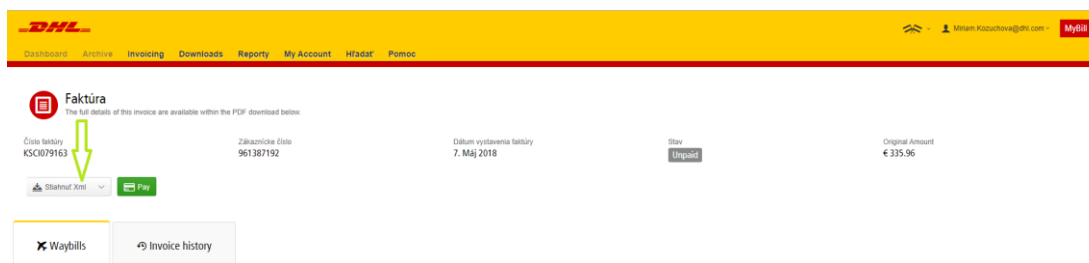 DHL
Miriam.Kozuchova@dhl.com
MyBill
Dashboard Archive Invoicing Downloads Reporty My Account Hľadať Pomoc
Faktúra
The full details of this invoice are available within the PDF download below.
Číslo faktúry Zákaznícke číslo Dátum vystavenia faktúry Stav Original Amount
KSCI079163 961387192 7. Máj 2018 Unpaid € 335.96
Stiahnuť Xml Pay
Waybills Invoice history